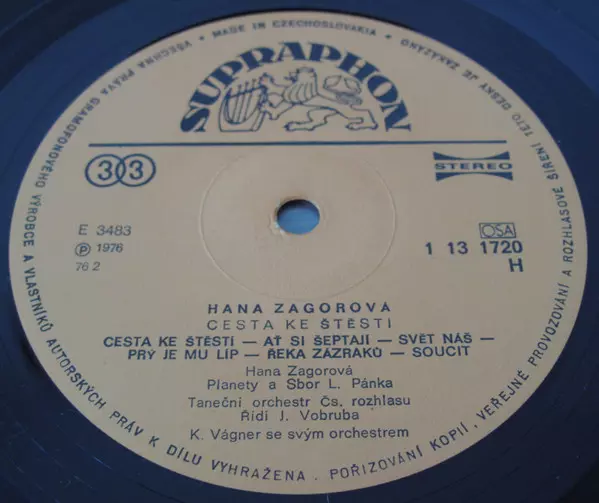 SUPRAPHON
33
STEREO
E 3483
℗ 1976
76 2
OSA
1 13 1720
H
HANA ZAGOROVÁ
CESTA KE ŠTĚSTÍ
CESTA KE ŠTĚSTÍ — AŤ SI ŠEPTAJÍ — SVĚT NÁŠ —
PRÝ JE MU LÍP — ŘEKA ZÁZRAKŮ — SOUCIT
Hana Zagorová
Planety a Sbor L. Pánka
Taneční orchestr Čs. rozhlasu
Řídí J. Vobruba
K. Vágner se svým orchestrem
MADE IN CZECHOSLOVAKIA • VŠECHNA PRÁVA GRAMOFONOVÉHO VÝROBCE A VLASTNÍKŮ AUTORSKÝCH PRÁV K DÍLU VYHRAŽENA. POŘIZOVÁNÍ KOPIÍ, VEŘEJNÉ PROVOZOVÁNÍ A ROZHLASOVÉ ŠÍŘENÍ TÉTO DESKY JE ZAKÁZÁNO •